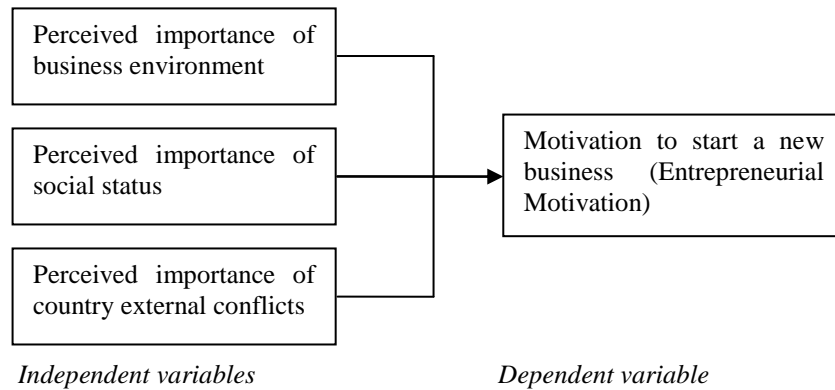 Perceived importance of
business environment
Perceived importance of
social status
Perceived importance of
country external conflicts
Motivation to start a new
business (Entrepreneurial
Motivation)
Independent variables
Dependent variable